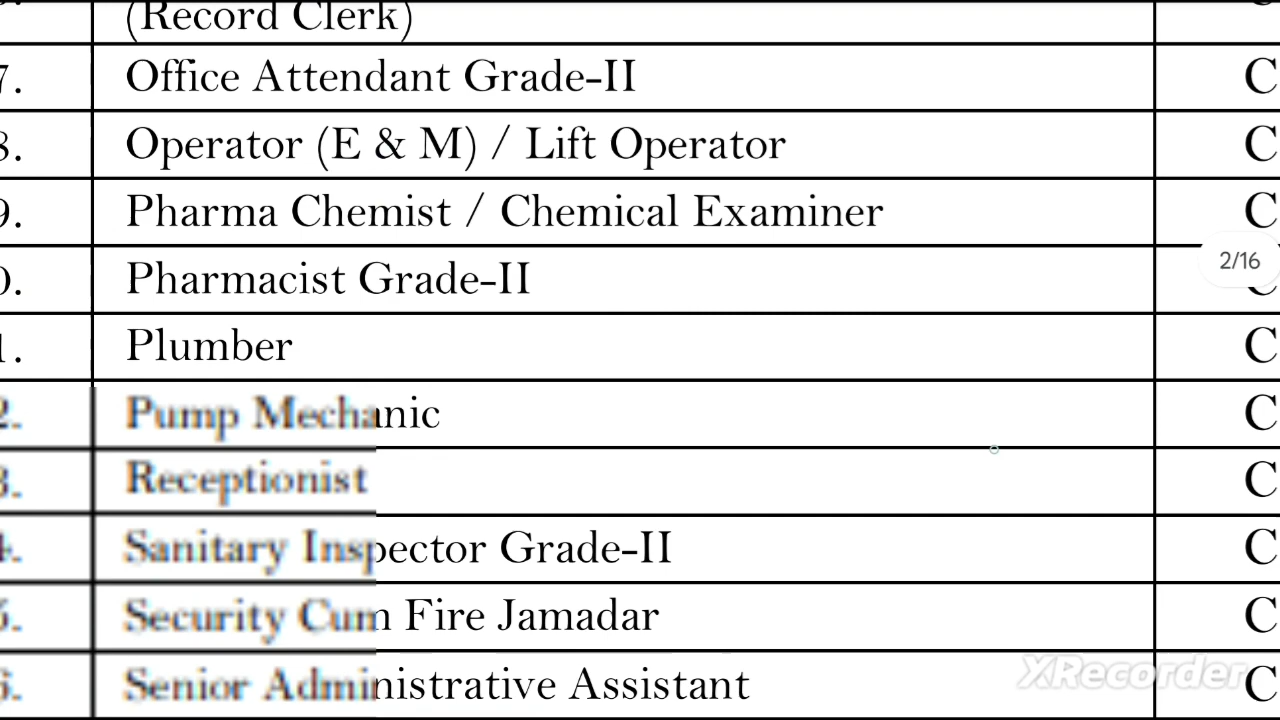 (Record Clerk)
7. Office Attendant Grade-II C
8. Operator (E & M) / Lift Operator C
9. Pharma Chemist / Chemical Examiner C
2/16
0. Pharmacist Grade-II
1. Plumber C
2. Pump Mechanic C
3. Receptionist C
4. Sanitary Inspector Grade-II C
5. Security Cum Fire Jamadar C
6. Senior Administrative Assistant C
XRecorder